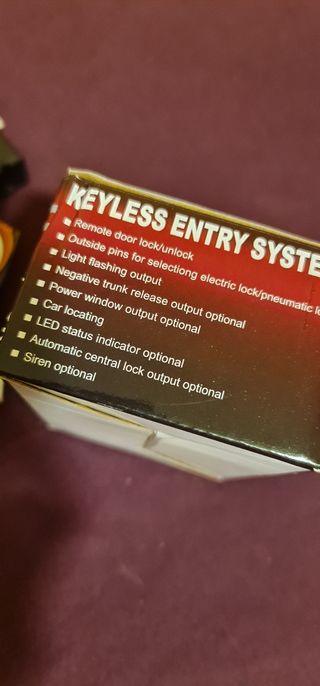 KEYLESS ENTRY SYSTE
Remote door lock/unlock
Outside pins for selectiong electric lock/pneumatic l
Light flashing output
Negative trunk release output optional
Power window output optional
Car locating
LED status indicator optional
Automatic central lock output optional
Siren optional